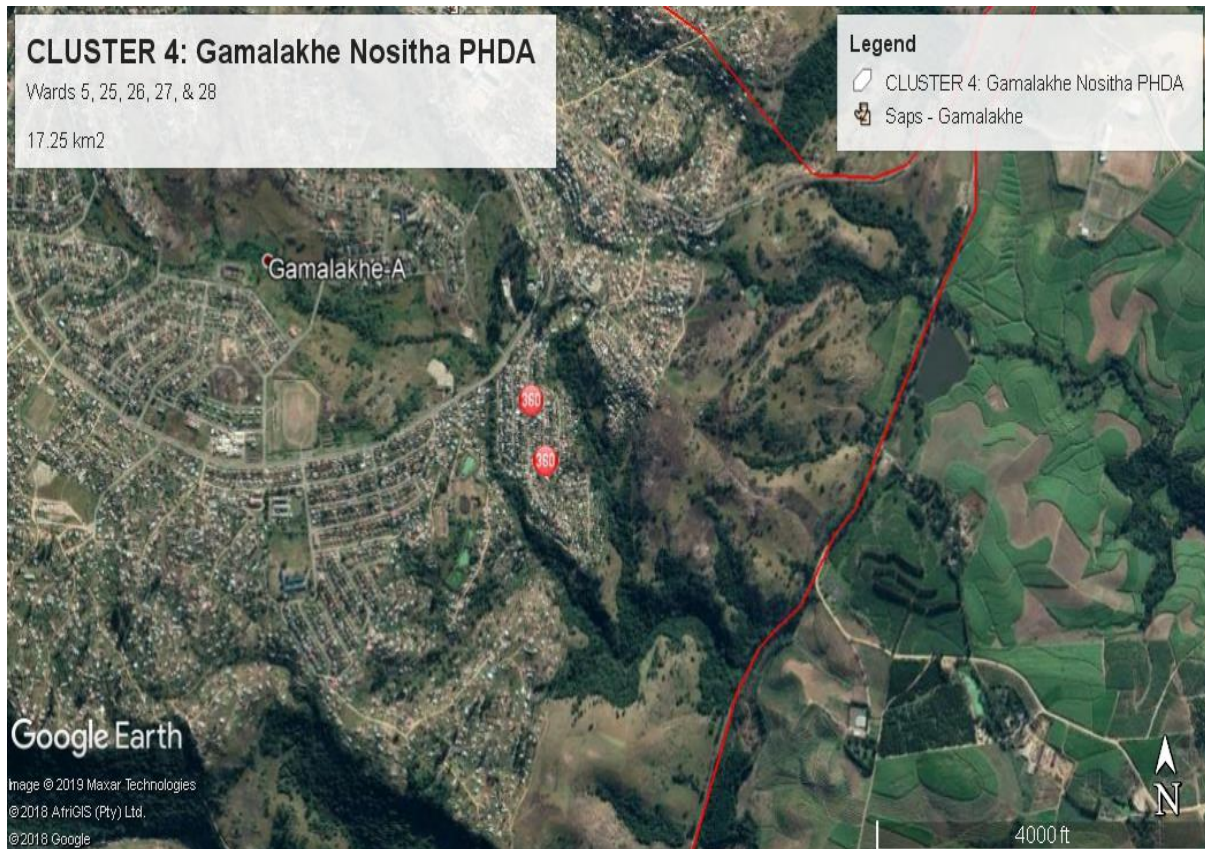 CLUSTER 4: Gamalakhe Nositha PHDA
Wards 5, 25, 26, 27, & 28
17.25 km2
Legend
CLUSTER 4: Gamalakhe Nositha PHDA
Saps - Gamalakhe
Gamalakhe-A
360
360
Google Earth
Image © 2019 Maxar Technologies
© 2018 AfriGIS (Pty) Ltd.
© 2018 Google
N
4000 ft